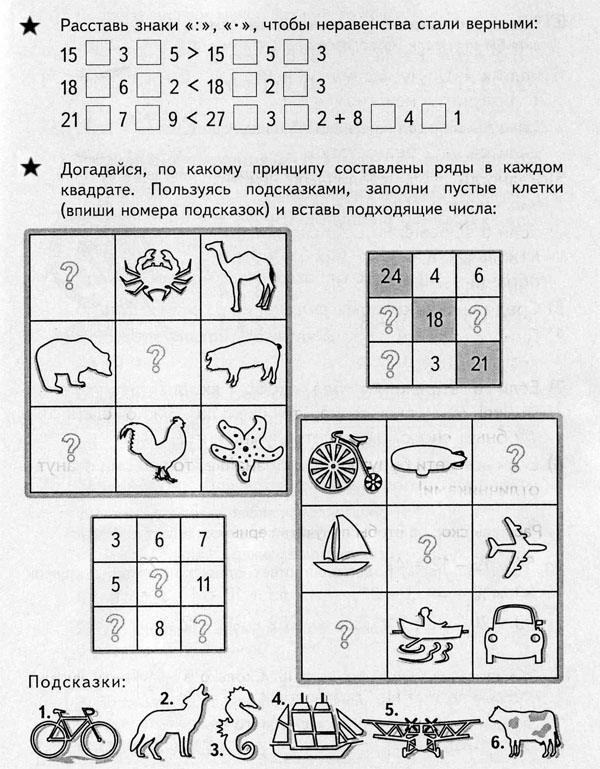 Расставь знаки «:», «·», чтобы неравенства стали верными:
15 □ 3 □ 5 > 15 □ 5 □ 3
18 □ 6 □ 2 < 18 □ 2 □ 3
21 □ 7 □ 9 < 27 □ 3 □ 2 + 8 □ 4 □ 1
Догадайся, по какому принципу составлены ряды в каждом
квадрате. Пользуясь подсказками, заполни пустые клетки
(впиши номера подсказок) и вставь подходящие числа:
?
?
?
24 4 6
? 18 ?
? 3 21
?
?
?
3 6 7
5 ? 11
? 8 ?
Подсказки:
1.
2.
3.
4.
5.
6.